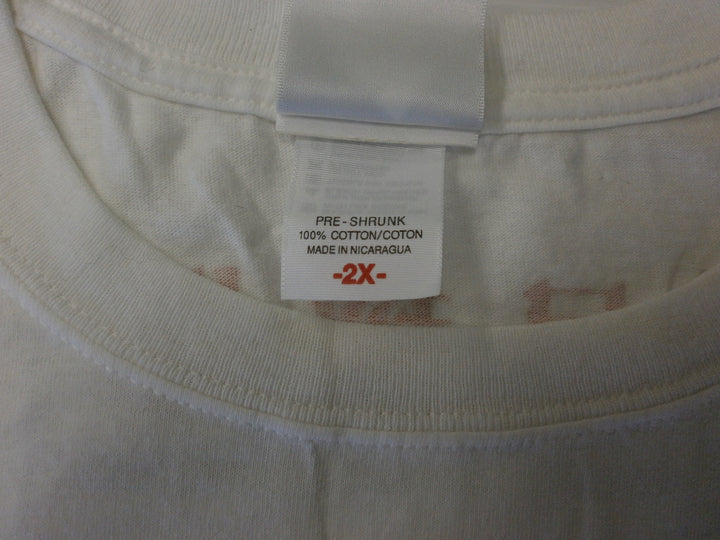 PRE-SHRUNK
100% COTTON/COTON
MADE IN NICARAGUA
-2X-